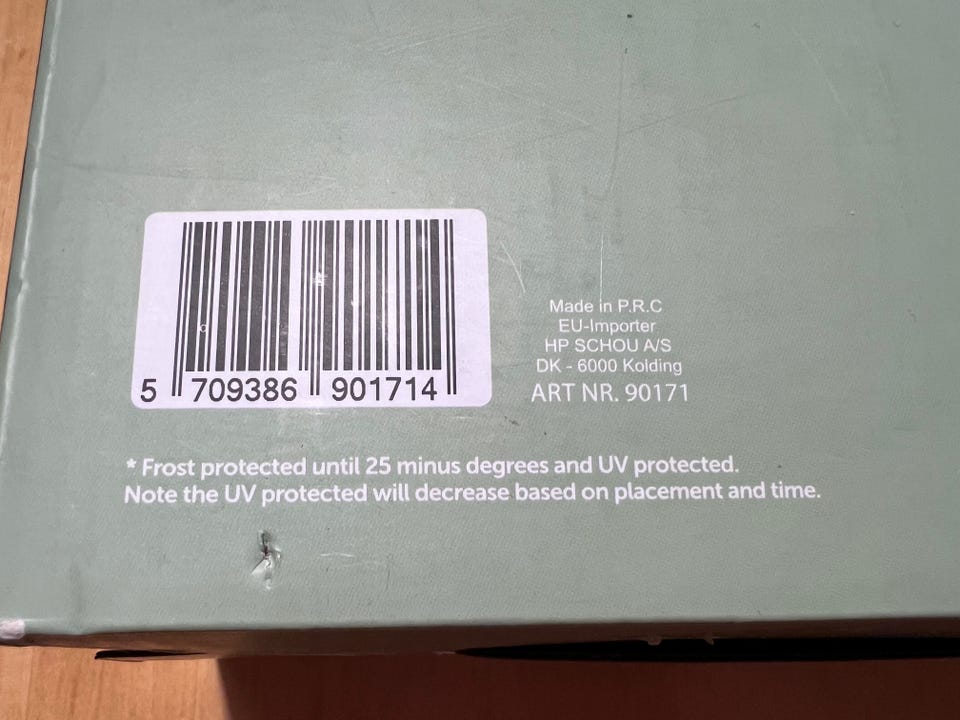 5 709386 901714
Made in P.R.C
EU-Importer
HP SCHOU A/S
DK - 6000 Kolding
ART NR. 90171
* Frost protected until 25 minus degrees and UV protected.
Note the UV protected will decrease based on placement and time.